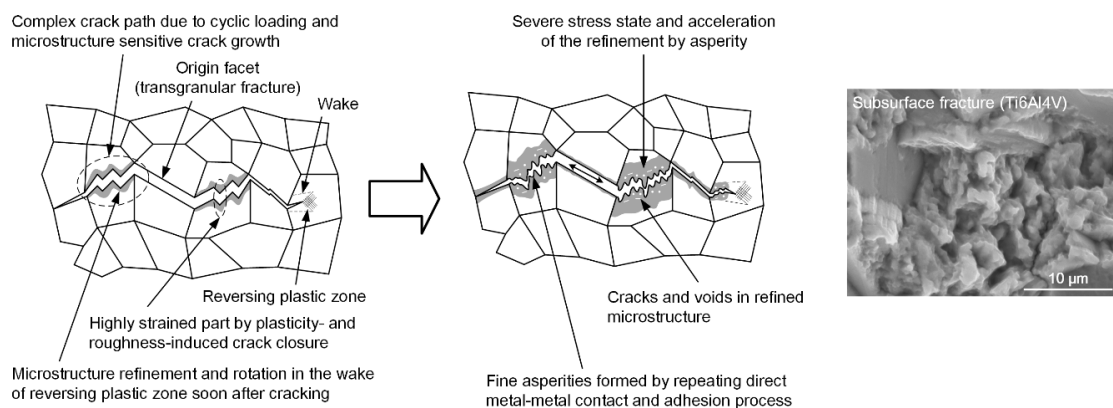 Complex crack path due to cyclic loading and
microstructure sensitive crack growth
Origin facet
(transgranular fracture)
Wake
Reversing plastic zone
Highly strained part by plasticity- and
roughness-induced crack closure
Microstructure refinement and rotation in the wake
of reversing plastic zone soon after cracking
Severe stress state and acceleration
of the refinement by asperity
Cracks and voids in refined
microstructure
Fine asperities formed by repeating direct
metal-metal contact and adhesion process
Subsurface fracture (Ti6Al4V)
10 µm